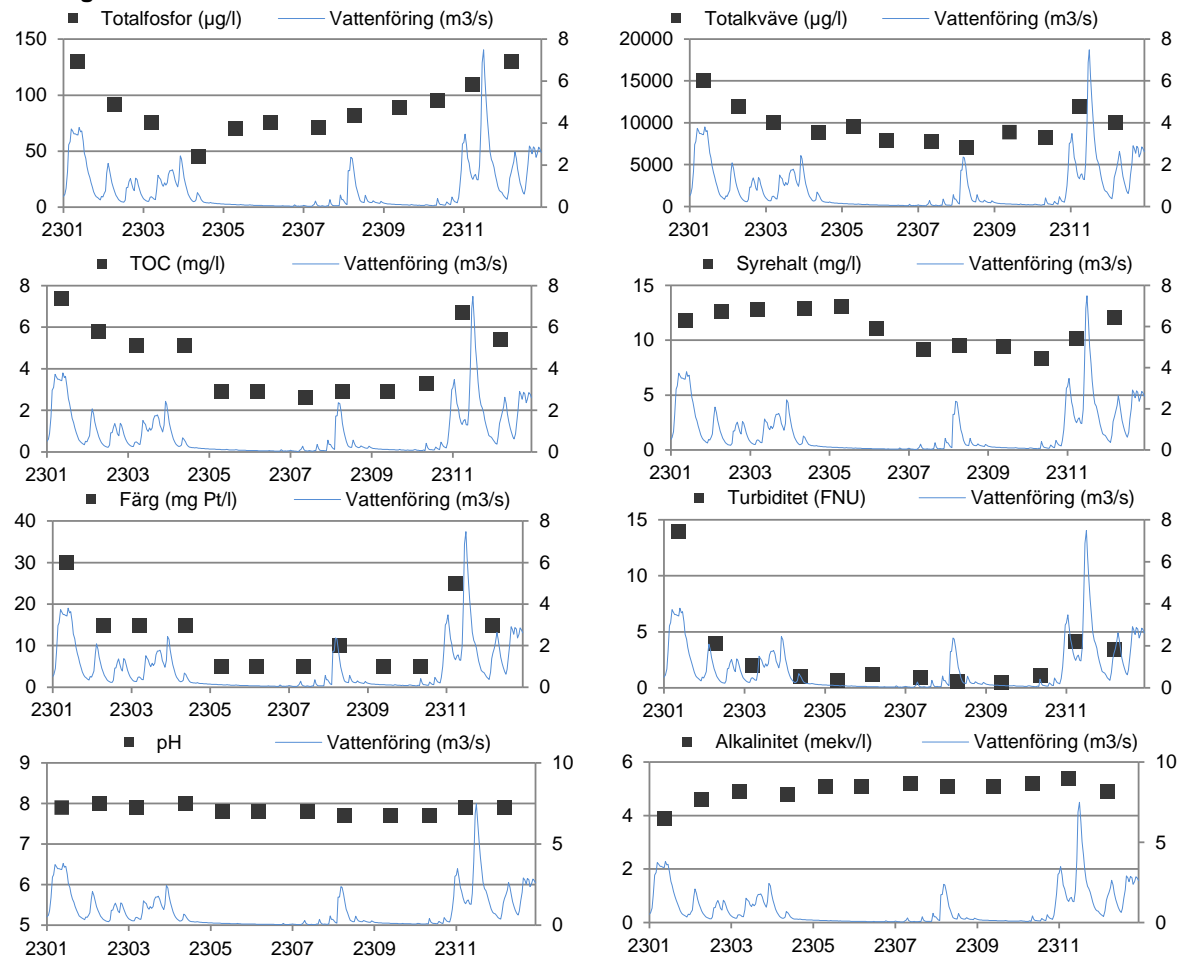 Totalfosfor (µg/l) Vattenföring (m3/s)
150 8
6
100
4
50
2
0 0
2301 2303 2305 2307 2309 2311
Totalkväve (µg/l) Vattenföring (m3/s)
20000 8
15000 6
10000 4
5000 2
0 0
2301 2303 2305 2307 2309 2311
TOC (mg/l) Vattenföring (m3/s)
8 8
6 6
4 4
2 2
0 0
2301 2303 2305 2307 2309 2311
Syrehalt (mg/l) Vattenföring (m3/s)
15 8
6
10
4
5
2
0 0
2301 2303 2305 2307 2309 2311
Färg (mg Pt/l) Vattenföring (m3/s)
40 8
30 6
20 4
10 2
0 0
2301 2303 2305 2307 2309 2311
Turbiditet (FNU) Vattenföring (m3/s)
15 8
6
10
4
5
2
0 0
2301 2303 2305 2307 2309 2311
pH Vattenföring (m3/s)
9 10
8
7 5
6
5 0
2301 2303 2305 2307 2309 2311
Alkalinitet (mekv/l) Vattenföring (m3/s)
6 10
4
5
2
0 0
2301 2303 2305 2307 2309 2311